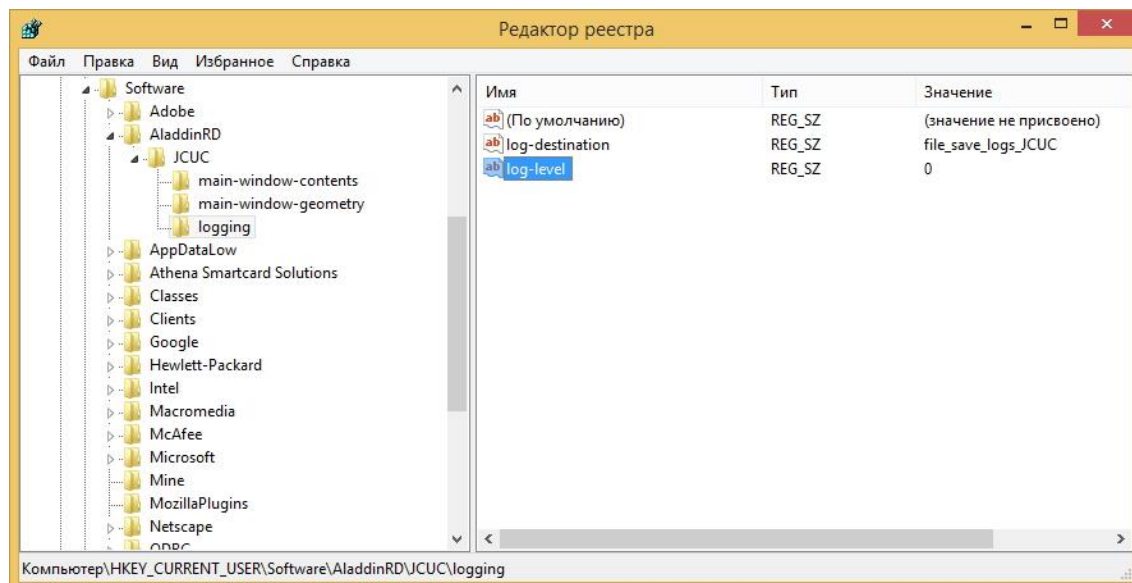 Редактор реестра
Файл Правка Вид Избранное Справка
Software
Adobe
AladdinRD
JCUC
main-window-contents
main-window-geometry
logging
AppDataLow
Athena Smartcard Solutions
Classes
Clients
Google
Hewlett-Packard
Intel
Macromedia
McAfee
Microsoft
Mine
MozillaPlugins
Netscape
ODBC
Имя Тип Значение
(По умолчанию) REG_SZ (значение не присвоено)
log-destination REG_SZ file_save_logs_JCUC
log-level REG_SZ 0
Компьютер\HKEY_CURRENT_USER\Software\AladdinRD\JCUC\logging